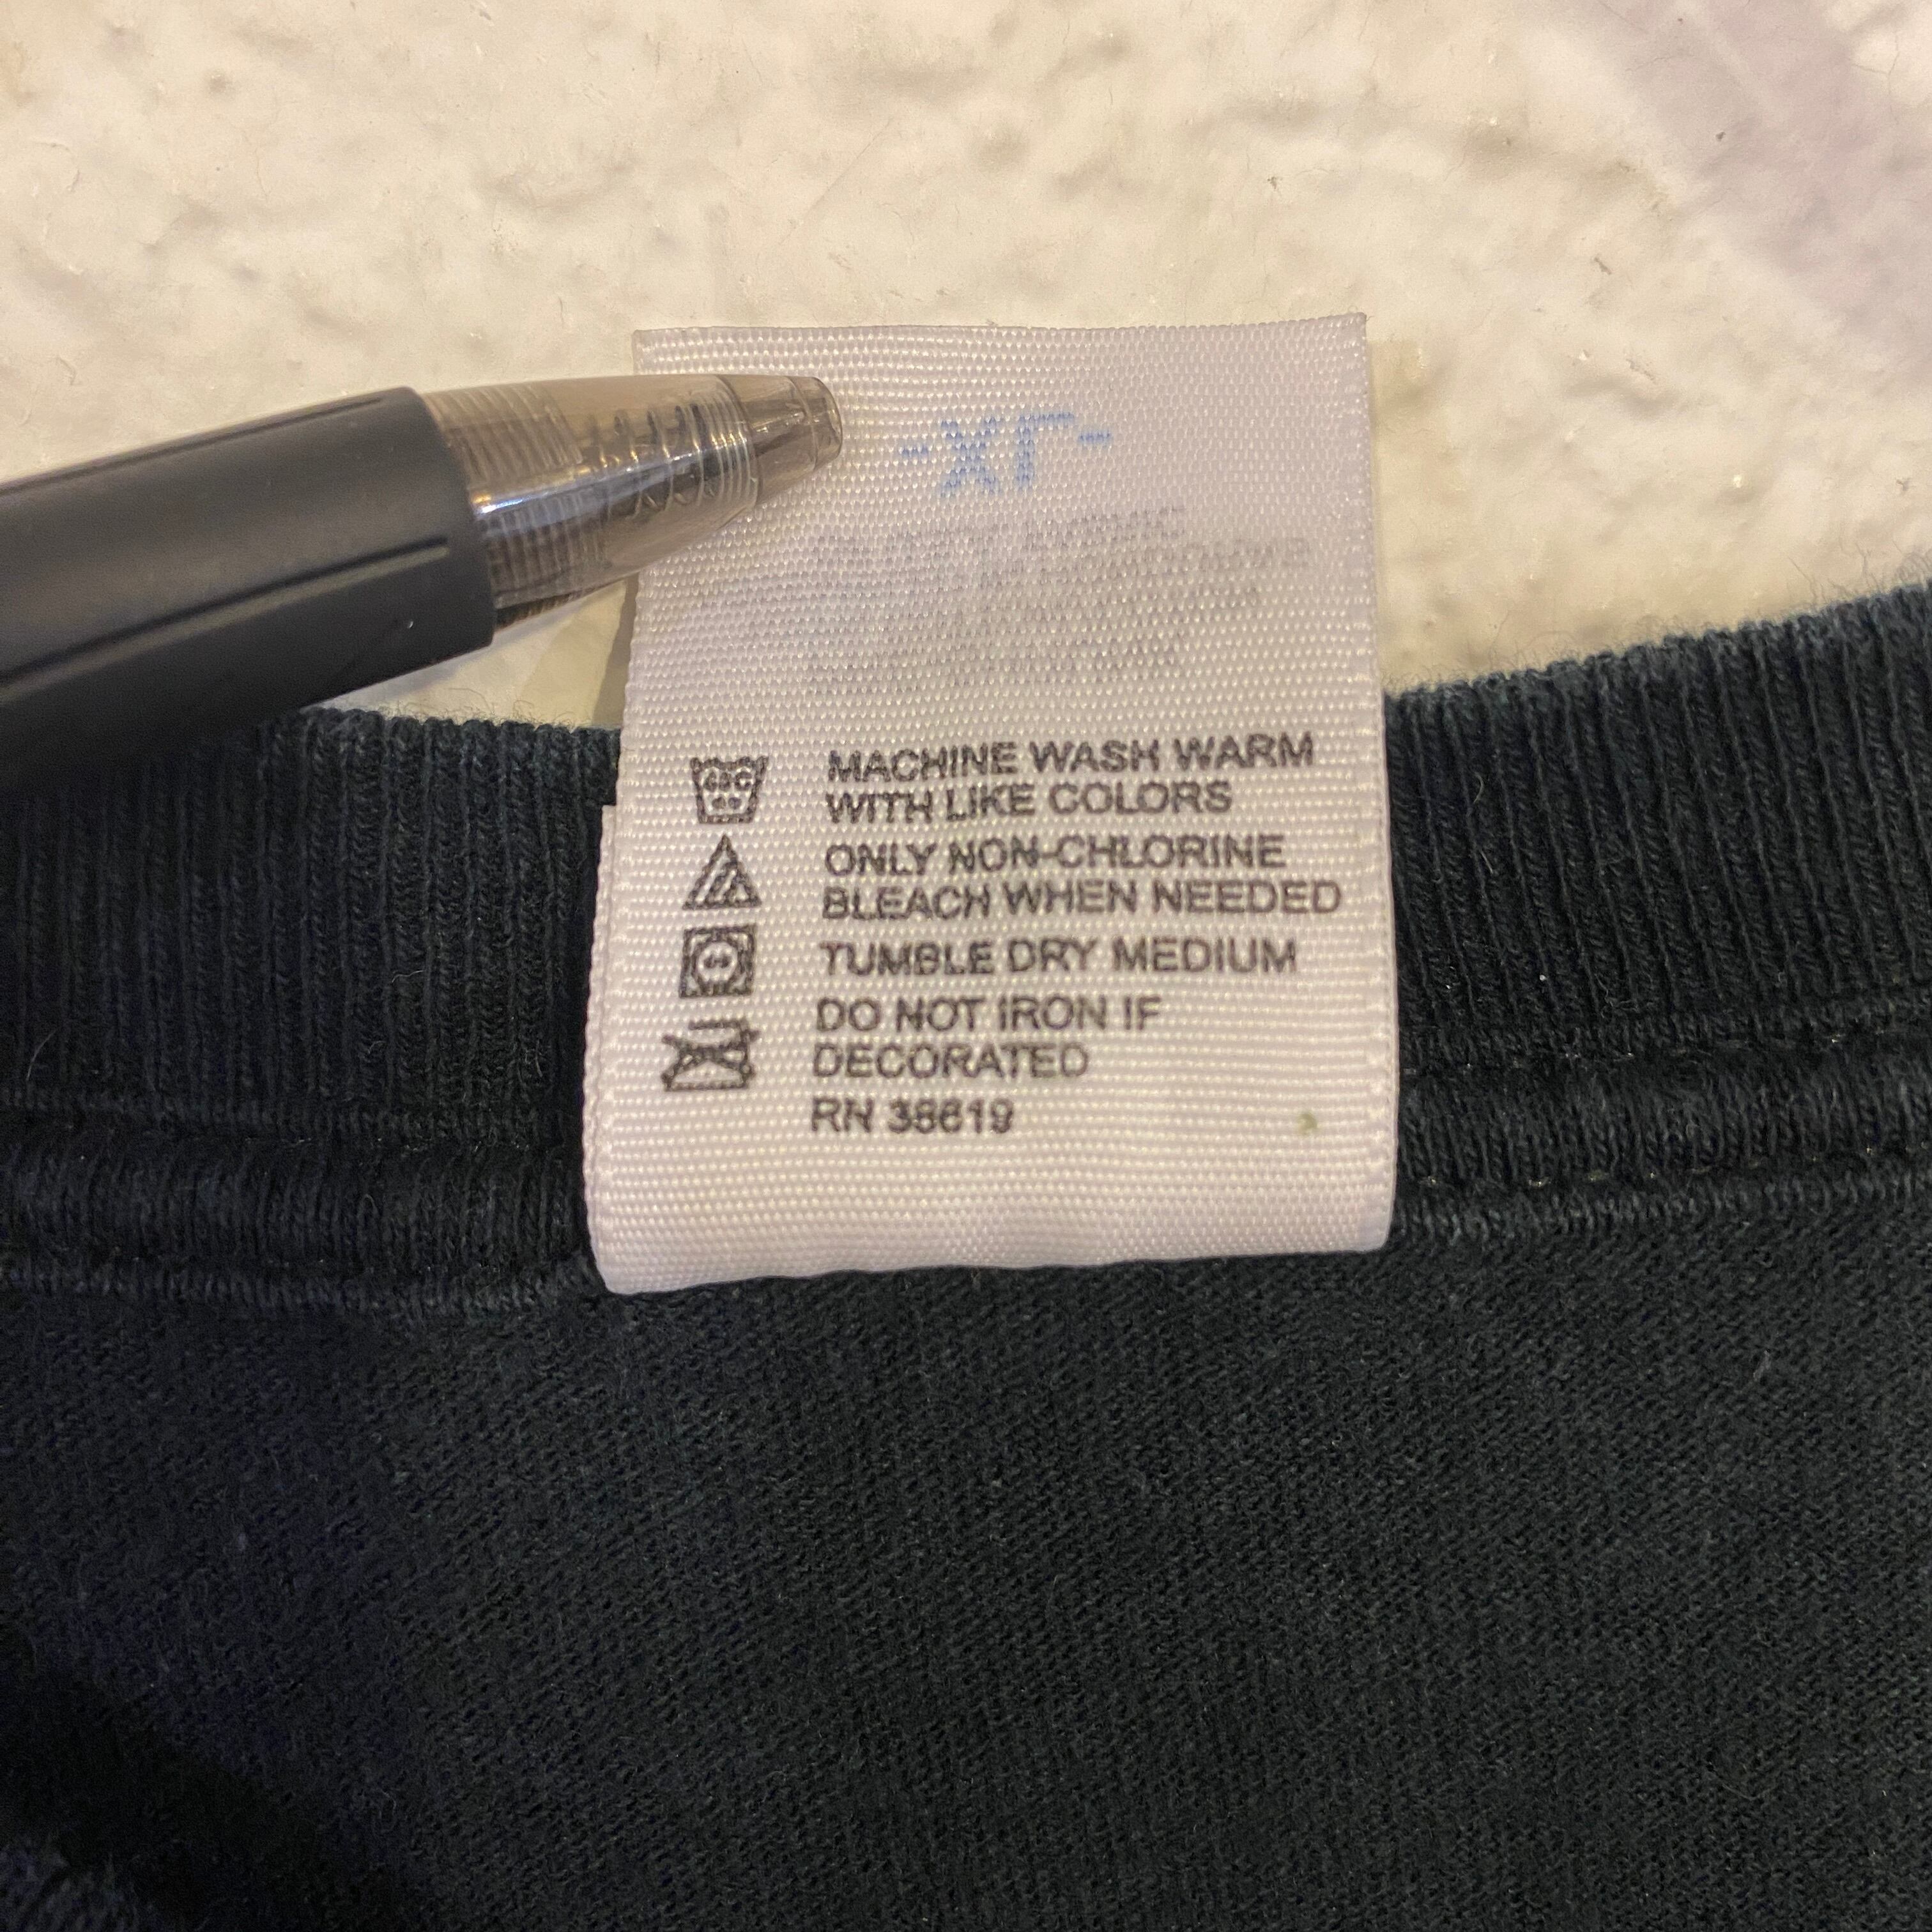 -XL-
MACHINE WASH WARM
WITH LIKE COLORS
ONLY NON-CHLORINE
BLEACH WHEN NEEDED
TUMBLE DRY MEDIUM
DO NOT IRON IF
DECORATED
RN 38619